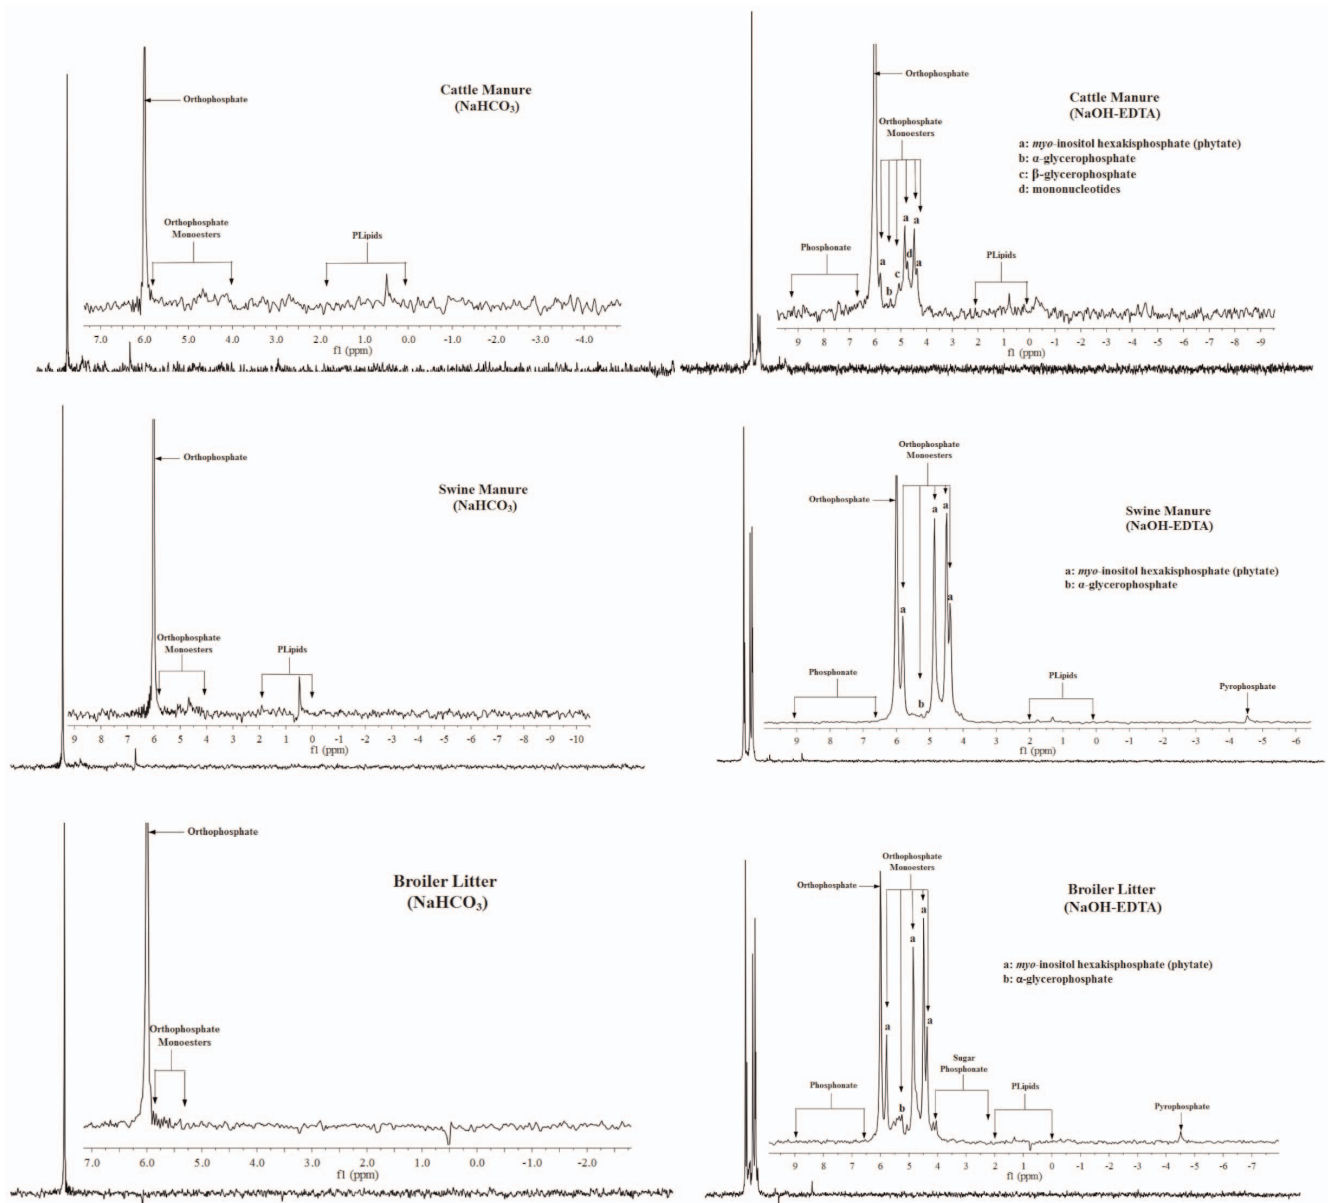 Cattle Manure
(NaHCO₃)
Orthophosphate
Orthophosphate
Monoesters
PLipids
7.0 6.0 5.0 4.0 3.0 2.0 1.0 0.0 -1.0 -2.0 -3.0 -4.0
f1 (ppm)
Cattle Manure
(NaOH-EDTA)
a: myo-inositol hexakisphosphate (phytate)
b: α-glycerophosphate
c: β-glycerophosphate
d: mononucleotides
Orthophosphate
Orthophosphate
Monoesters
a a
d
a c a
b
Phosphonate
PLipids
9 8 7 6 5 4 3 2 1 0 -1 -2 -3 -4 -5 -6 -7 -8 -9
f1 (ppm)
Swine Manure
(NaHCO₃)
Orthophosphate
Orthophosphate
Monoesters
PLipids
9 8 7 6 5 4 3 2 1 0 -1 -2 -3 -4 -5 -6 -7 -8 -9 -10
f1 (ppm)
Swine Manure
(NaOH-EDTA)
a: myo-inositol hexakisphosphate (phytate)
b: α-glycerophosphate
Orthophosphate
Monoesters
Orthophosphate
a a
a a
b
Phosphonate
PLipids
Pyrophosphate
9 8 7 6 5 4 3 2 1 0 -1 -2 -3 -4 -5 -6
f1 (ppm)
Broiler Litter
(NaHCO₃)
Orthophosphate
Orthophosphate
Monoesters
7.0 6.0 5.0 4.0 3.0 2.0 1.0 0.0 -1.0 -2.0
f1 (ppm)
Broiler Litter
(NaOH-EDTA)
a: myo-inositol hexakisphosphate (phytate)
b: α-glycerophosphate
Orthophosphate
Monoesters
Orthophosphate
a
a
a a
b
Phosphonate
Sugar
Phosphonate
PLipids
Pyrophosphate
9 8 7 6 5 4 3 2 1 0 -1 -2 -3 -4 -5 -6 -7
f1 (ppm)